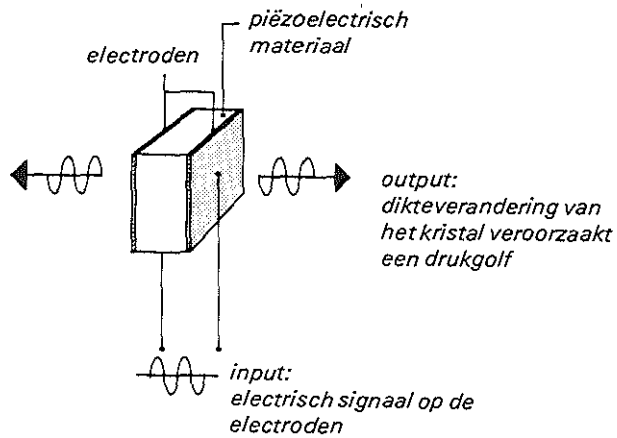 piëzoelectrisch
materiaal
electroden
output:
dikteverandering van
het kristal veroorzaakt
een drukgolf
input:
electrisch signaal op de
electroden